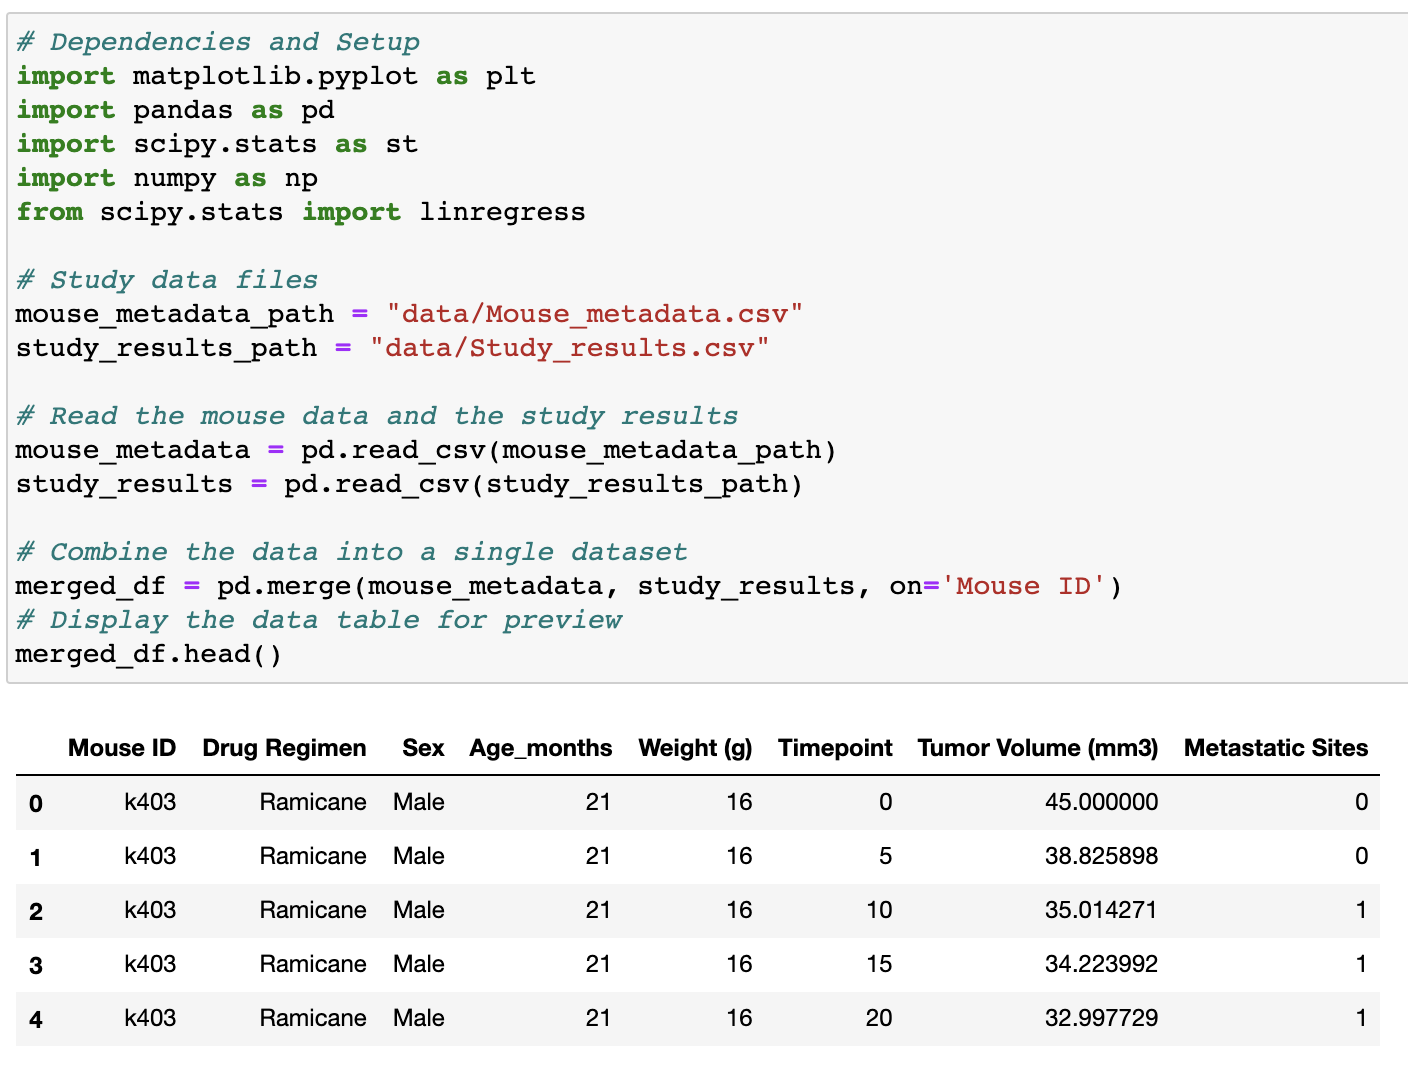 # Dependencies and Setup
import matplotlib.pyplot as plt
import pandas as pd
import scipy.stats as st
import numpy as np
from scipy.stats import linregress
# Study data files
mouse_metadata_path = "data/Mouse_metadata.csv"
study_results_path = "data/Study_results.csv"
# Read the mouse data and the study results
mouse_metadata = pd.read_csv(mouse_metadata_path)
study_results = pd.read_csv(study_results_path)
# Combine the data into a single dataset
merged_df = pd.merge(mouse_metadata, study_results, on='Mouse ID')
# Display the data table for preview
merged_df.head()
Mouse ID Drug Regimen Sex Age_months Weight (g) Timepoint Tumor Volume (mm3) Metastatic Sites
0 k403 Ramicane Male 21 16 0 45.000000 0
1 k403 Ramicane Male 21 16 5 38.825898 0
2 k403 Ramicane Male 21 16 10 35.014271 1
3 k403 Ramicane Male 21 16 15 34.223992 1
4 k403 Ramicane Male 21 16 20 32.997729 1